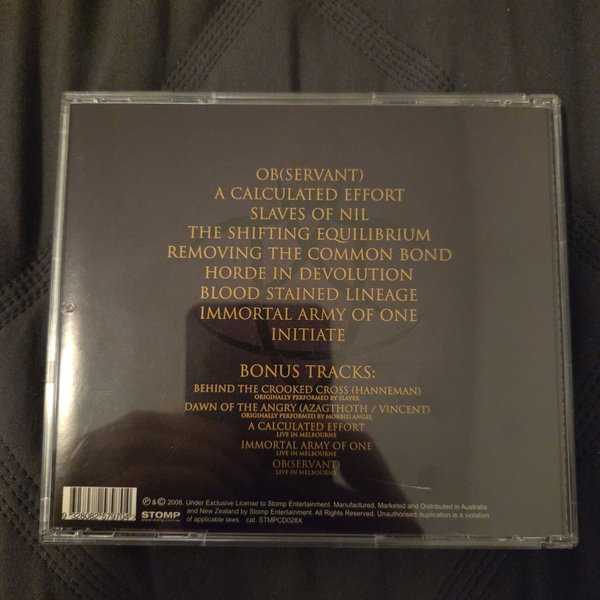 OB(SERVANT)
A CALCULATED EFFORT
SLAVES OF NIL
THE SHIFTING EQUILIBRIUM
REMOVING THE COMMON BOND
HORDE IN DEVOLUTION
BLOOD STAINED LINEAGE
IMMORTAL ARMY OF ONE
INITIATE
BONUS TRACKS:
BEHIND THE CROOKED CROSS (HANNEMAN)
ORIGINALLY PERFORMED BY SLAYER
DAWN OF THE ANGRY (AZAGTHOTH / VINCENT)
ORIGINALLY PERFORMED BY MORBID ANGEL
A CALCULATED EFFORT
LIVE IN MELBOURNE
IMMORTAL ARMY OF ONE
LIVE IN MELBOURNE
OB(SERVANT)
LIVE IN MELBOURNE
STOMP
℗ & © 2008. Under Exclusive License to Stomp Entertainment. Manufactured, Marketed and Distributed in Australia
and New Zealand by Stomp Entertainment. All Rights Reserved. Unauthorised duplication is a violation
of applicable laws. cat. STMPCD028X